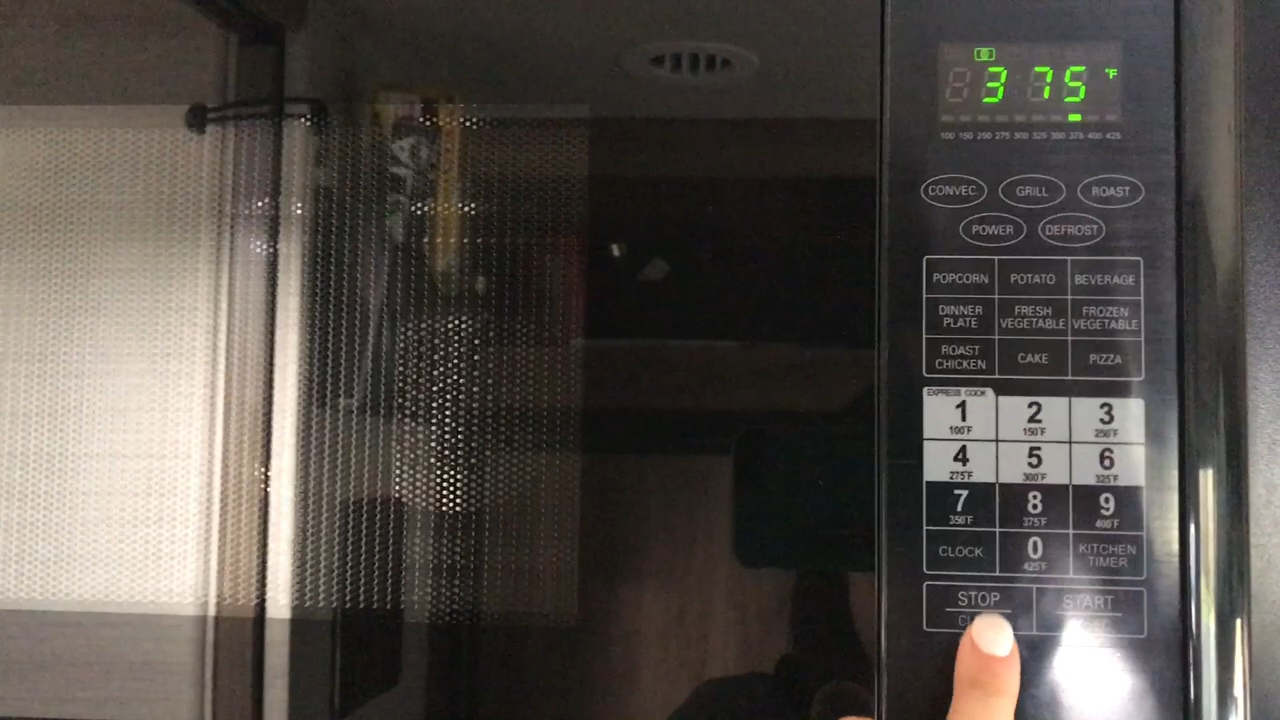 375 °F
100 150 250 275 300 325 350 375 400 425
CONVEC. GRILL ROAST
POWER DEFROST
POPCORN POTATO BEVERAGE
DINNER PLATE FRESH VEGETABLE FROZEN VEGETABLE
ROAST CHICKEN CAKE PIZZA
EXPRESS COOK
1 2 3
100°F 150°F 250°F
4 5 6
275°F 300°F 325°F
7 8 9
350°F 375°F 400°F
CLOCK 0 KITCHEN TIMER
425°F
STOP START